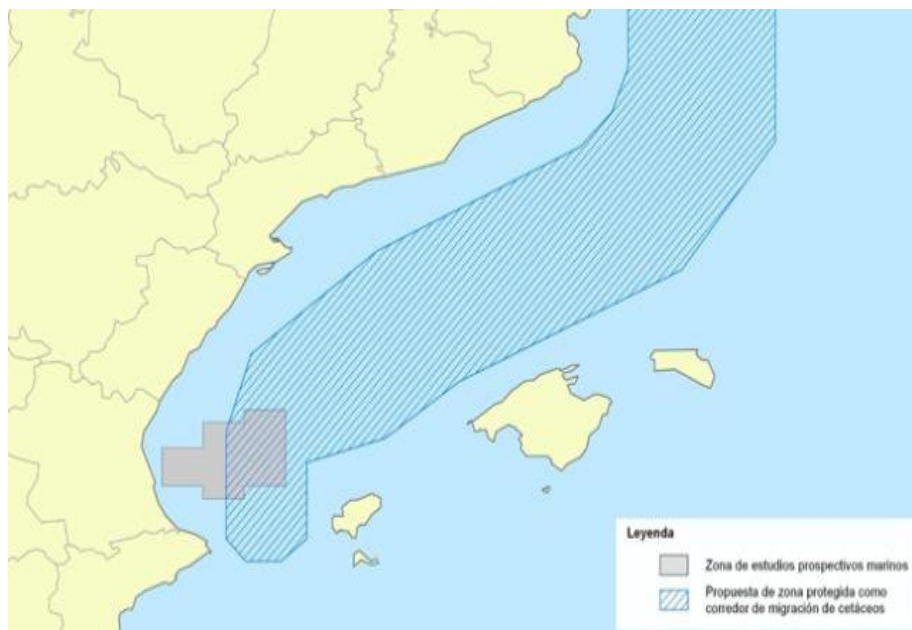 Leyenda
Zona de estudios prospectivos marinos
Propuesta de zona protegida como
corredor de migración de cetáceos